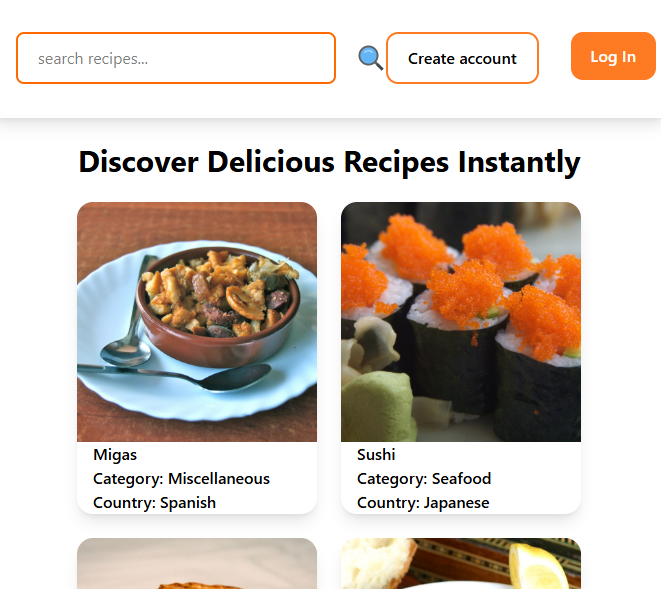 search recipes...
Create account
Log In
Discover Delicious Recipes Instantly
Migas
Category: Miscellaneous
Country: Spanish
Sushi
Category: Seafood
Country: Japanese